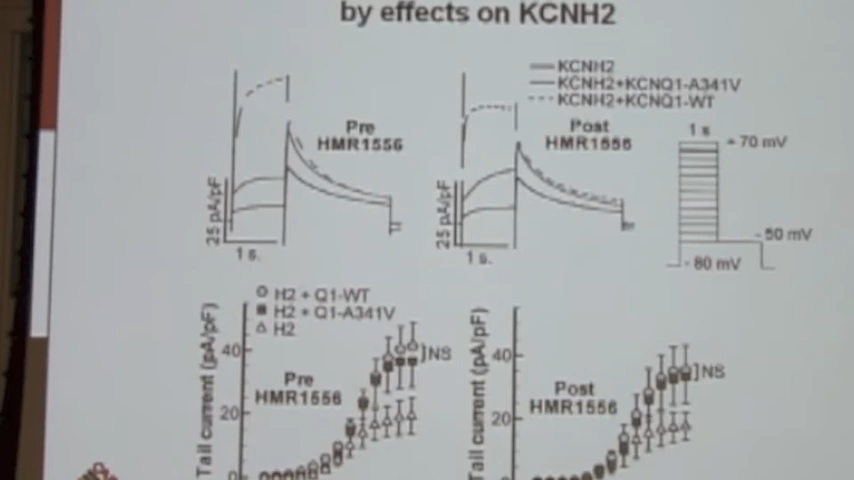 by effects on KCNH2
KCNH2
KCNH2+KCNQ1-A341V
KCNH2+KCNQ1-WT
Pre
HMR1556
Post
HMR1556
1 s
+ 70 mV
- 50 mV
- 80 mV
25 pA/pF
1 s.
25 pA/pF
1 s.
H2 + Q1-WT
H2 + Q1-A341V
H2
Tail current (pA/pF)
40
20
0
Pre
HMR1556
NS
Tail current (pA/pF)
40
20
Post
HMR1556
NS